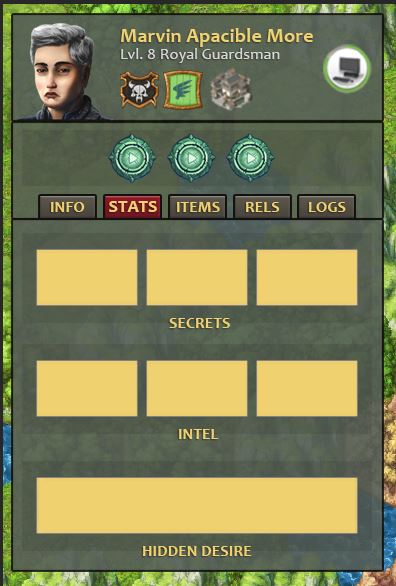 Marvin Apacible More
Lvl. 8 Royal Guardsman
INFO STATS ITEMS RELS LOGS
SECRETS
INTEL
HIDDEN DESIRE